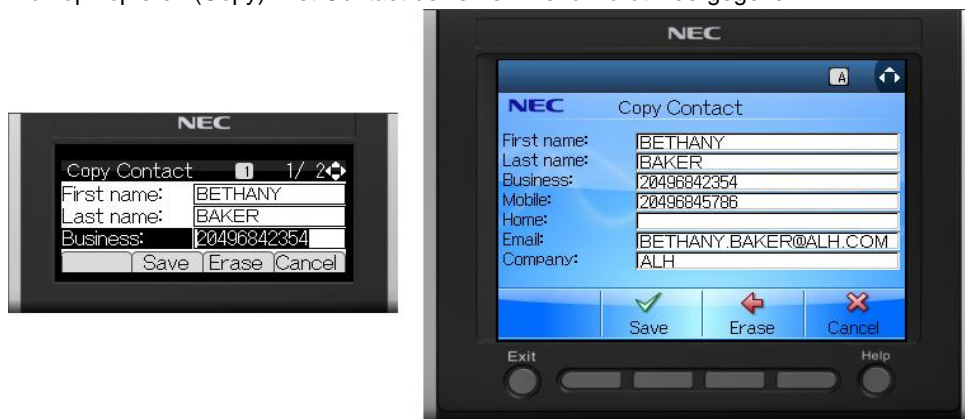 NEC
Copy Contact 1 1/ 2
First name: BETHANY
Last name: BAKER
Business: 20496842354
Save Erase Cancel
NEC
A
NEC Copy Contact
First name: BETHANY
Last name: BAKER
Business: 20496842354
Mobile: 20496845786
Home:
Email: BETHANY.BAKER@ALH.COM
Company: ALH
Save Erase Cancel
Exit Help